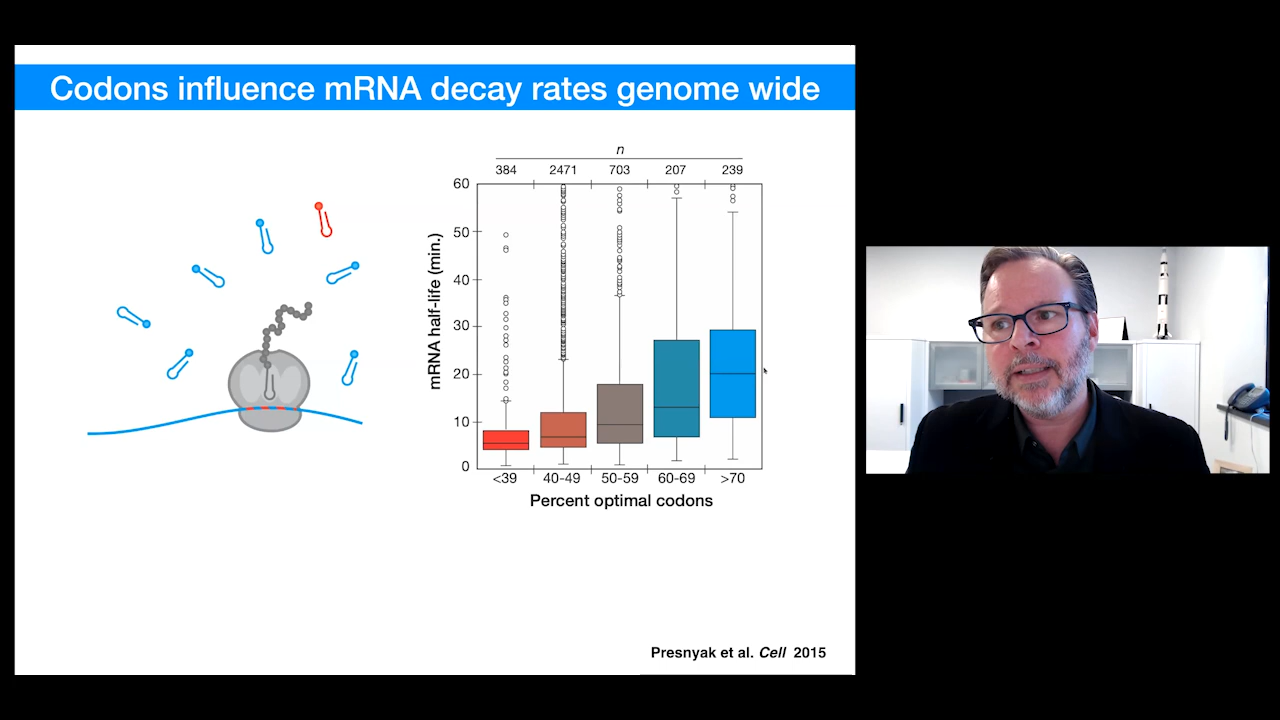 Codons influence mRNA decay rates genome wide
n
384 2471 703 207 239
60
50
40
30
20
10
0
mRNA half-life (min.)
<39 40-49 50-59 60-69 >70
Percent optimal codons
Presnyak et al. Cell 2015